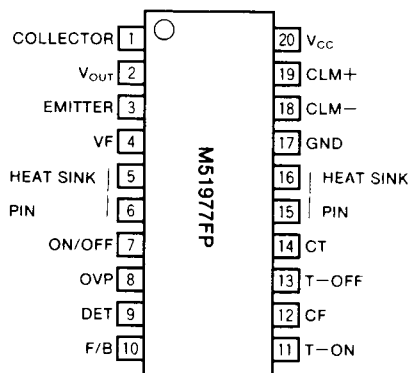 COLLECTOR 1
VOUT 2
EMITTER 3
VF 4
HEAT SINK 5
PIN 6
ON/OFF 7
OVP 8
DET 9
F/B 10
M51977FP
20 VCC
19 CLM+
18 CLM−
17 GND
16 HEAT SINK
15 PIN
14 CT
13 T−OFF
12 CF
11 T−ON